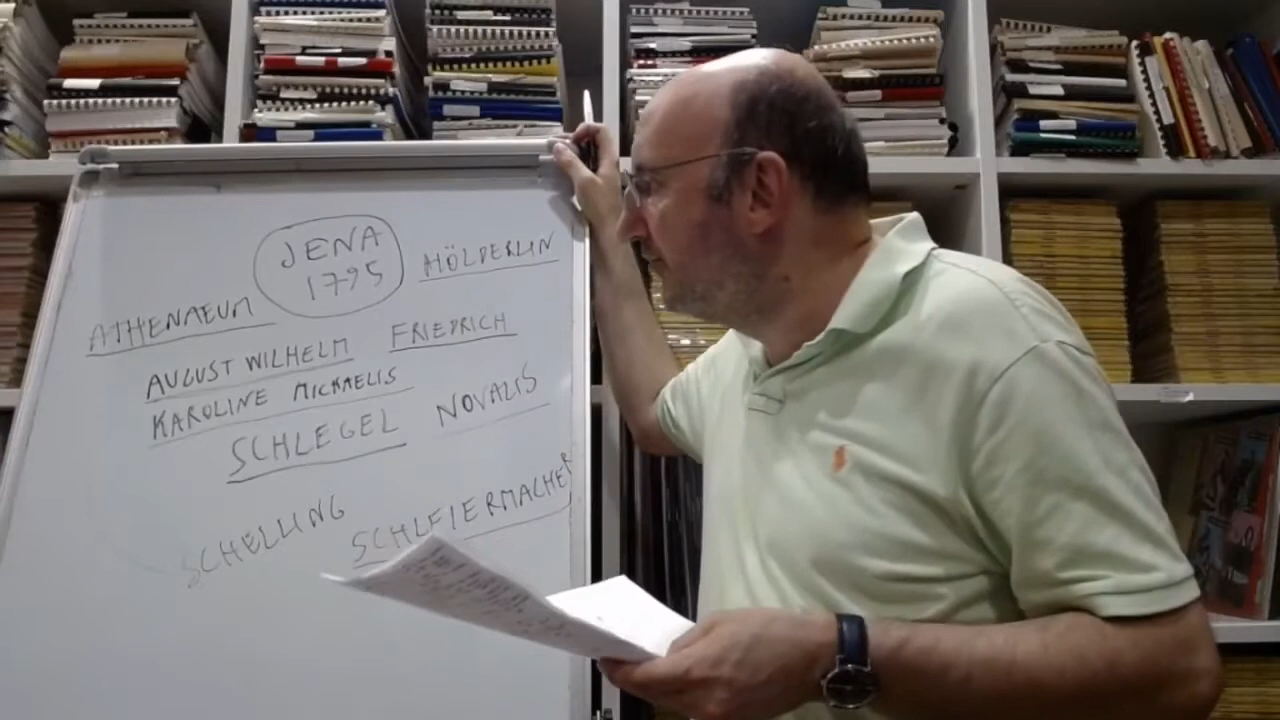 JENA
1795
HÖLDERLIN
ATHENAEUM
AUGUST WILHELM
FRIEDRICH
KAROLINE MICHAELIS
SCHLEGEL
NOVALIS
SCHELLING
SCHLEIERMACHER